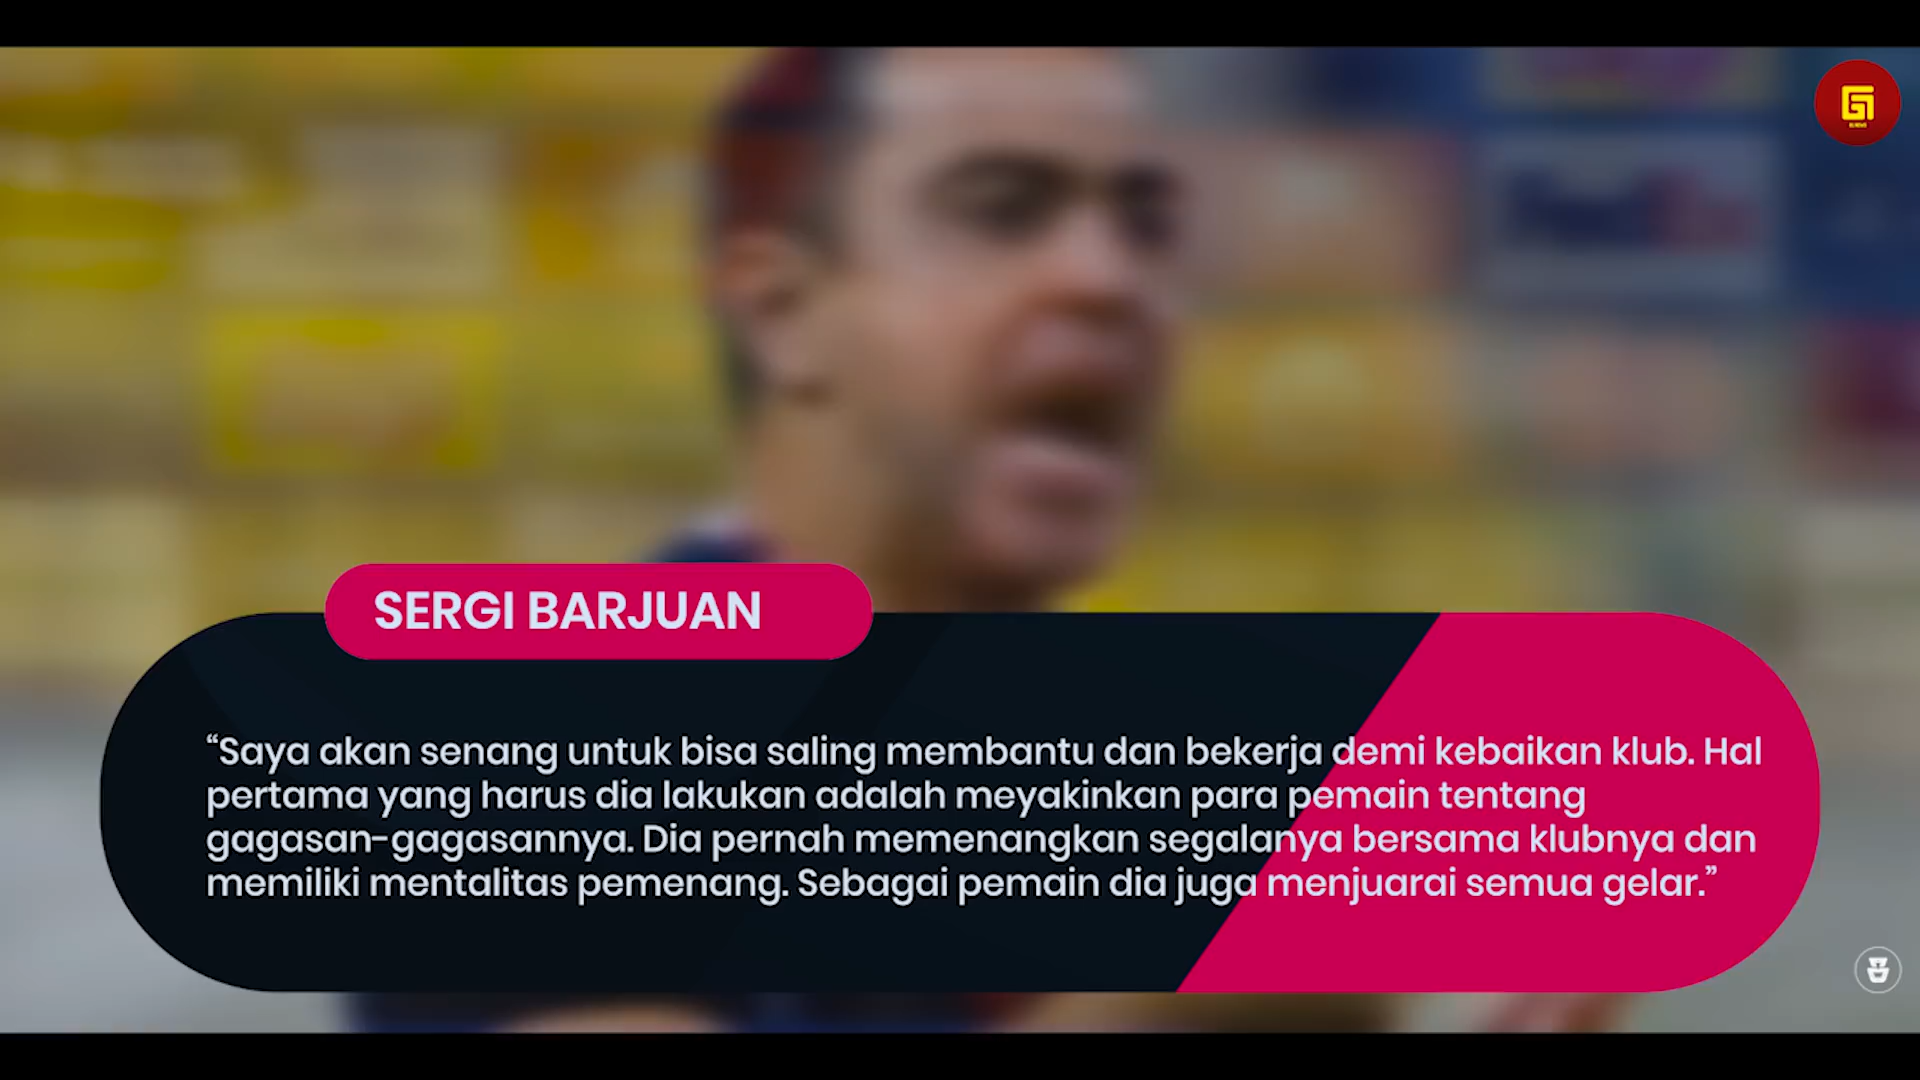 SERGI BARJUAN
“Saya akan senang untuk bisa saling membantu dan bekerja demi kebaikan klub. Hal
pertama yang harus dia lakukan adalah meyakinkan para pemain tentang
gagasan-gagasannya. Dia pernah memenangkan segalanya bersama klubnya dan
memiliki mentalitas pemenang. Sebagai pemain dia juga menjuarai semua gelar.”